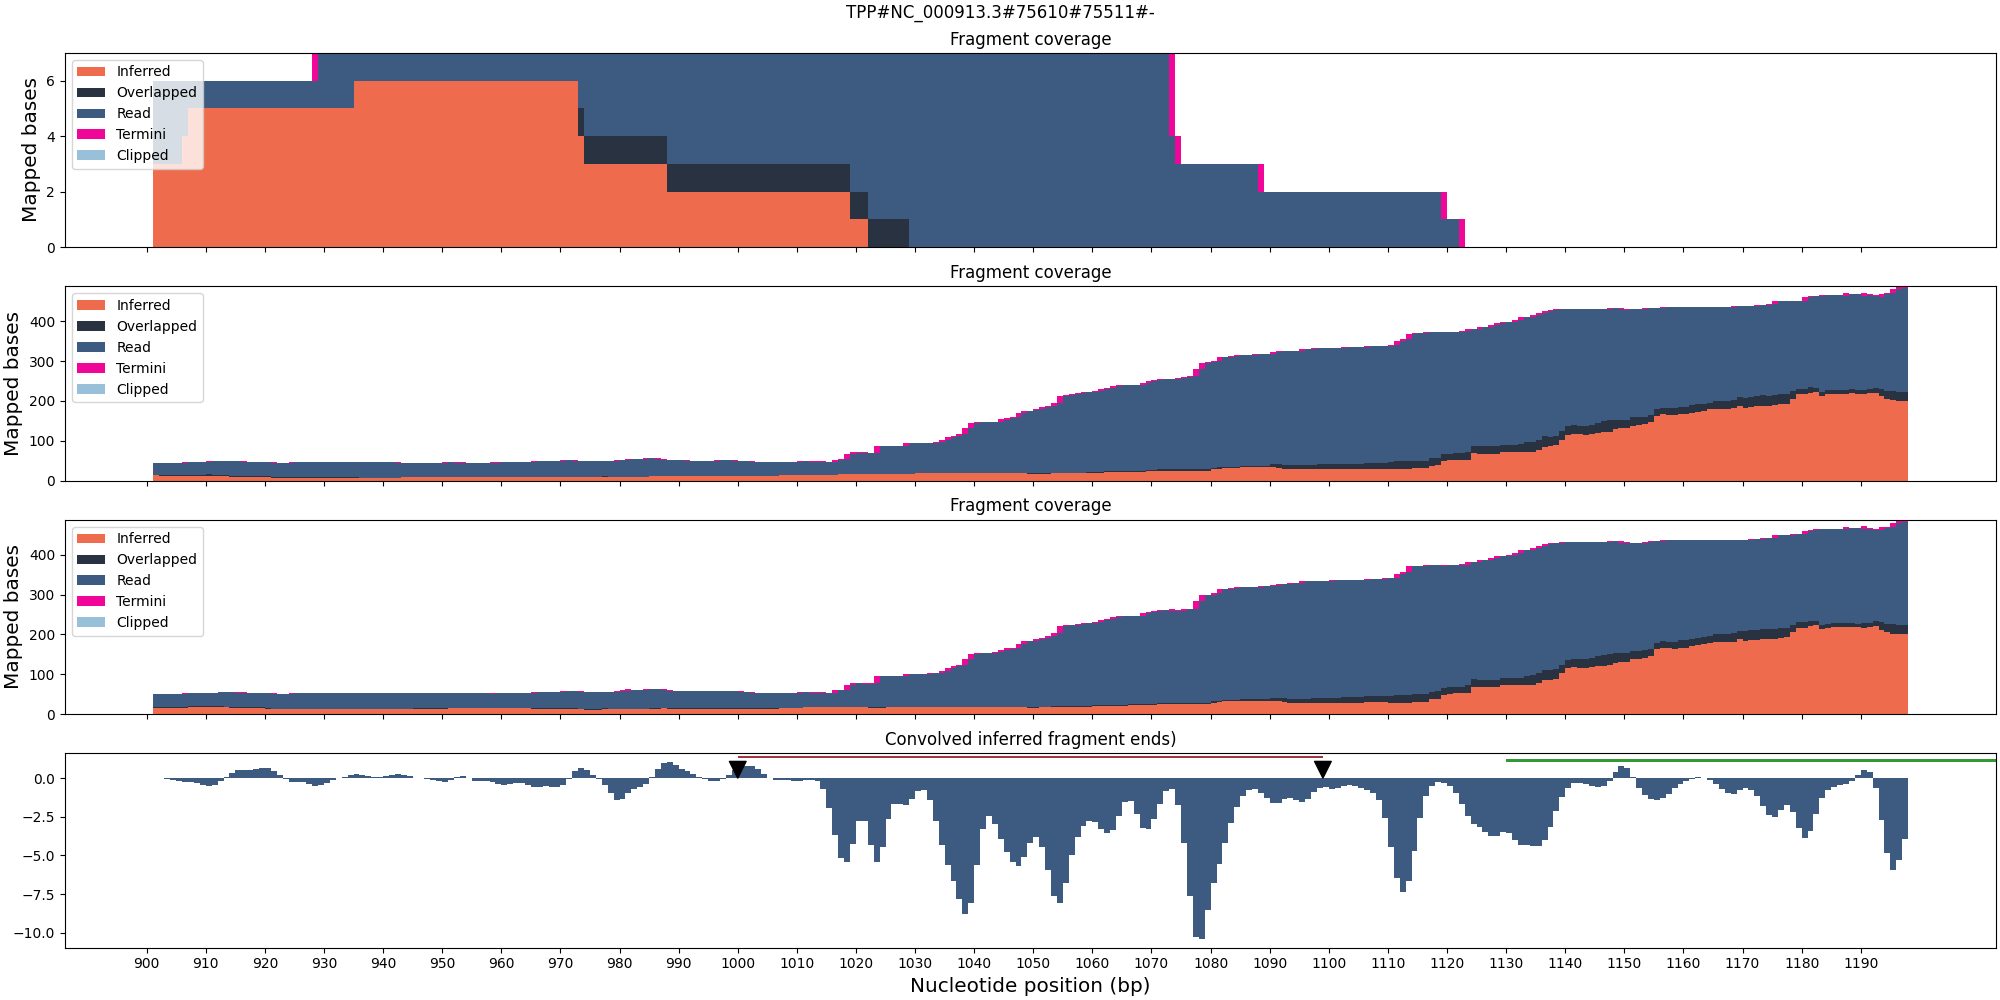 TPP#NC_000913.3#75610#75511#-
Fragment coverage
Mapped bases
6
4
2
0
Inferred
Overlapped
Read
Termini
Clipped
Fragment coverage
Mapped bases
400
300
200
100
0
Inferred
Overlapped
Read
Termini
Clipped
Fragment coverage
Mapped bases
400
300
200
100
0
Inferred
Overlapped
Read
Termini
Clipped
Convolved inferred fragment ends)
0.0
−2.5
−5.0
−7.5
−10.0
900 910 920 930 940 950 960 970 980 990 1000 1010 1020 1030 1040 1050 1060 1070 1080 1090 1100 1110 1120 1130 1140 1150 1160 1170 1180 1190
Nucleotide position (bp)